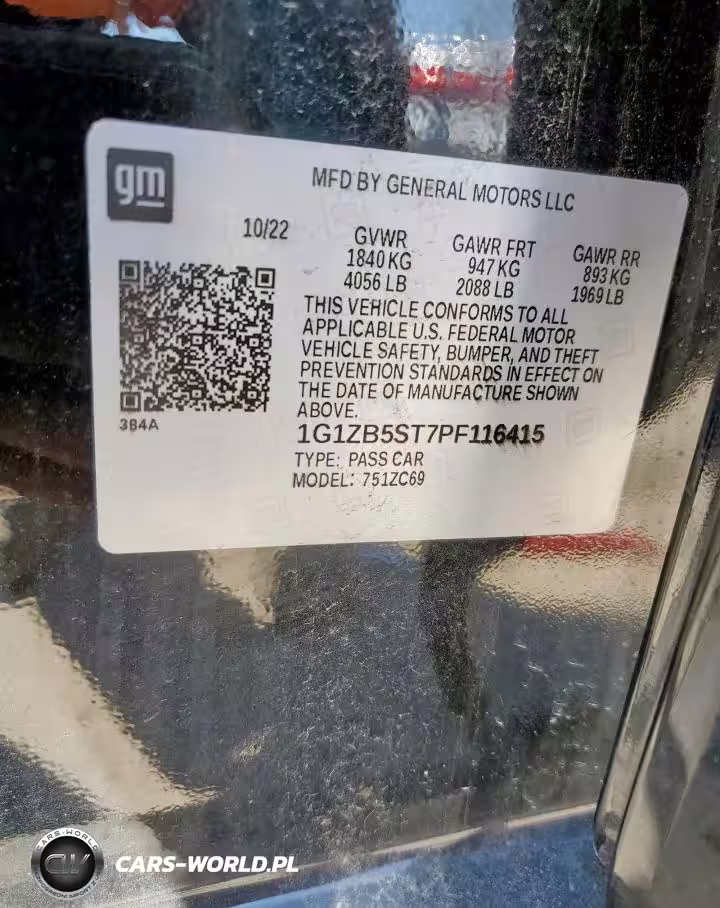 gm
MFD BY GENERAL MOTORS LLC
10/22
GVWR
1840 KG
4056 LB
GAWR FRT
947 KG
2088 LB
GAWR RR
893 KG
1969 LB
THIS VEHICLE CONFORMS TO ALL
APPLICABLE U.S. FEDERAL MOTOR
VEHICLE SAFETY, BUMPER, AND THEFT
PREVENTION STANDARDS IN EFFECT ON
THE DATE OF MANUFACTURE SHOWN
ABOVE.
384A
1G1ZB5ST7PF116415
TYPE: PASS CAR
MODEL: 751ZC69
CARS-WORLD
CW
CARS-WORLD.PL